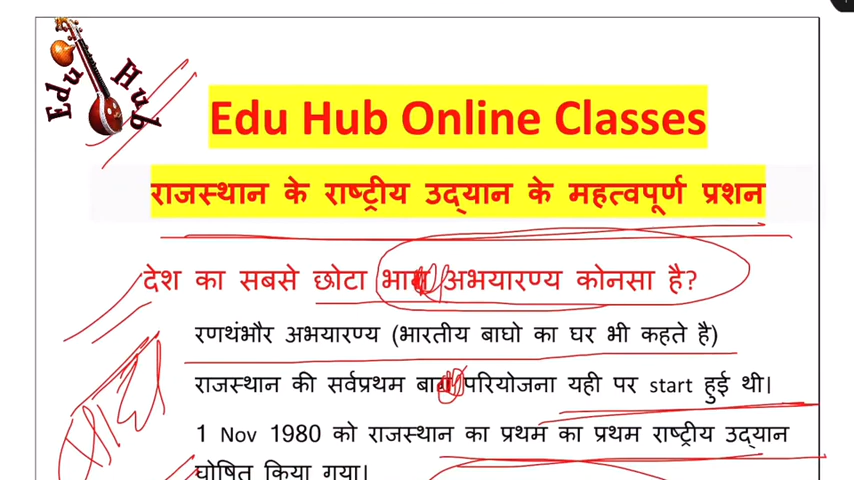 Edu Hub
Edu Hub Online Classes
राजस्थान के राष्ट्रीय उद्यान के महत्वपूर्ण प्रशन
देश का सबसे छोटा अभयारण्य कोनसा है?
रणथंभौर अभयारण्य (भारतीय बाघो का घर भी कहते है)
राजस्थान की सर्वप्रथम परियोजना यही पर start हुई थी।
1 Nov 1980 को राजस्थान का प्रथम का प्रथम राष्ट्रीय उद्यान
घोषित किया गया।